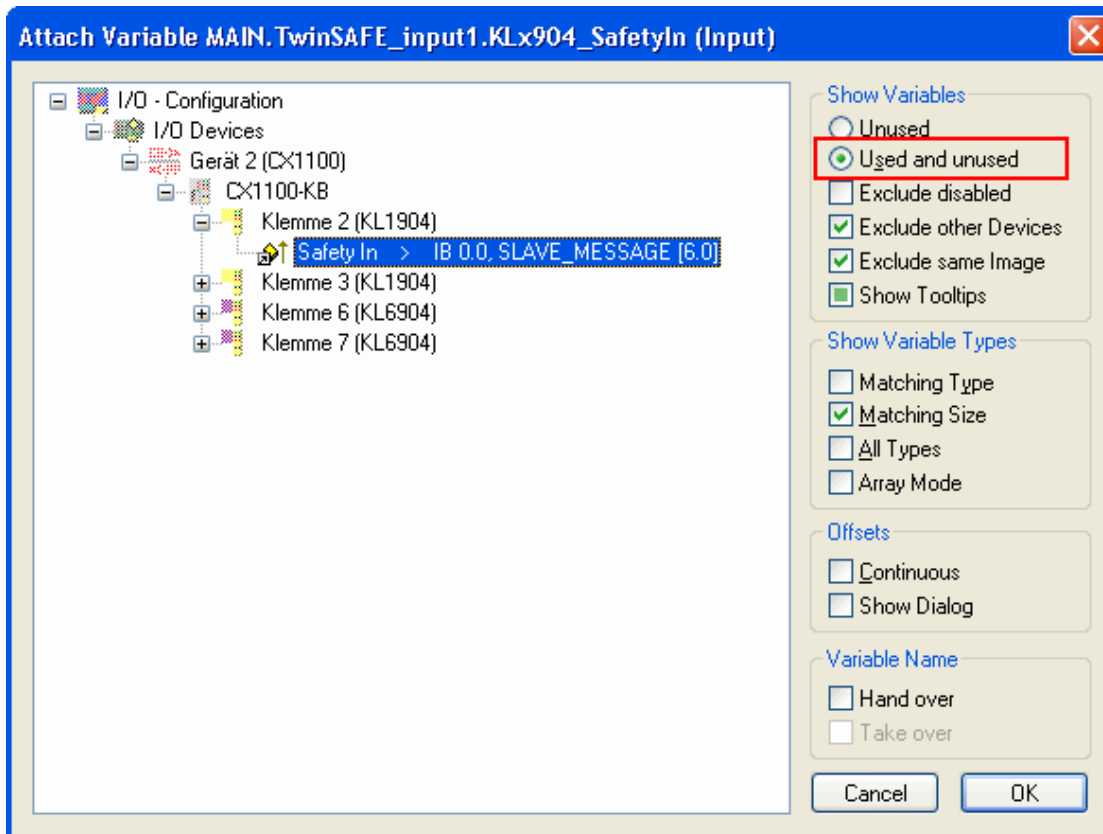 Attach Variable MAIN.TwinSAFE_input1.KLx904_SafetyIn (Input)
I/O - Configuration
I/O Devices
Gerät 2 (CX1100)
CX1100-KB
Klemme 2 (KL1904)
Safety In > IB 0.0, SLAVE_MESSAGE [6.0]
Klemme 3 (KL1904)
Klemme 6 (KL6904)
Klemme 7 (KL6904)
Show Variables
Unused
Used and unused
Exclude disabled
Exclude other Devices
Exclude same Image
Show Tooltips
Show Variable Types
Matching Type
Matching Size
All Types
Array Mode
Offsets
Continuous
Show Dialog
Variable Name
Hand over
Take over
Cancel
OK